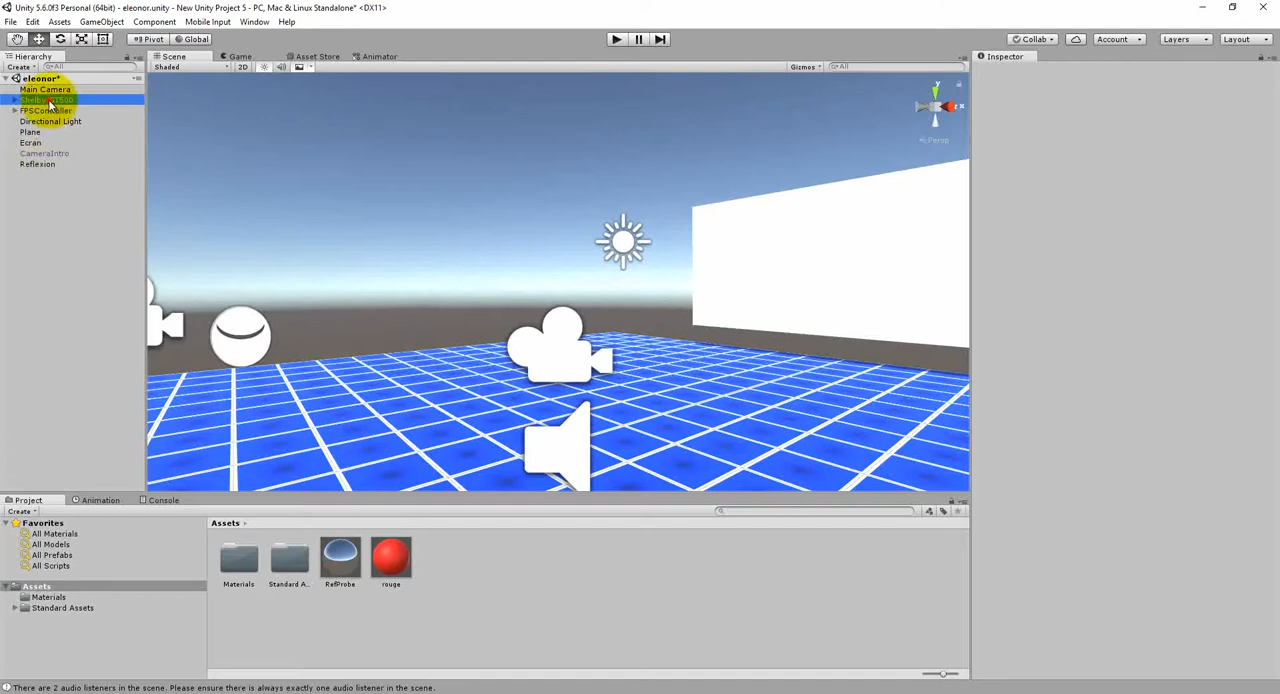 Unity 5.6.0f3 Personal (64bit) - eleonor.unity - New Unity Project 5 - PC, Mac & Linux Standalone* <DX11>
File Edit Assets GameObject Component Mobile Input Window Help
Pivot Global Collab Account Layers Layout
Hierarchy Scene Game Asset Store Animator Inspector
Create All Shaded 2D Gizmos All
eleonor*
Main Camera
Shelby GT500
FPSController
Directional Light
Plane
Ecran
CameraIntro
Reflexion
y
z x
Persp
Project Animation Console
Create
Favorites
All Materials
All Models
All Prefabs
All Scripts
Assets
Materials
Standard Assets
Assets
Materials Standard A... RefProbe rouge
There are 2 audio listeners in the scene. Please ensure there is always exactly one audio listener in the scene.